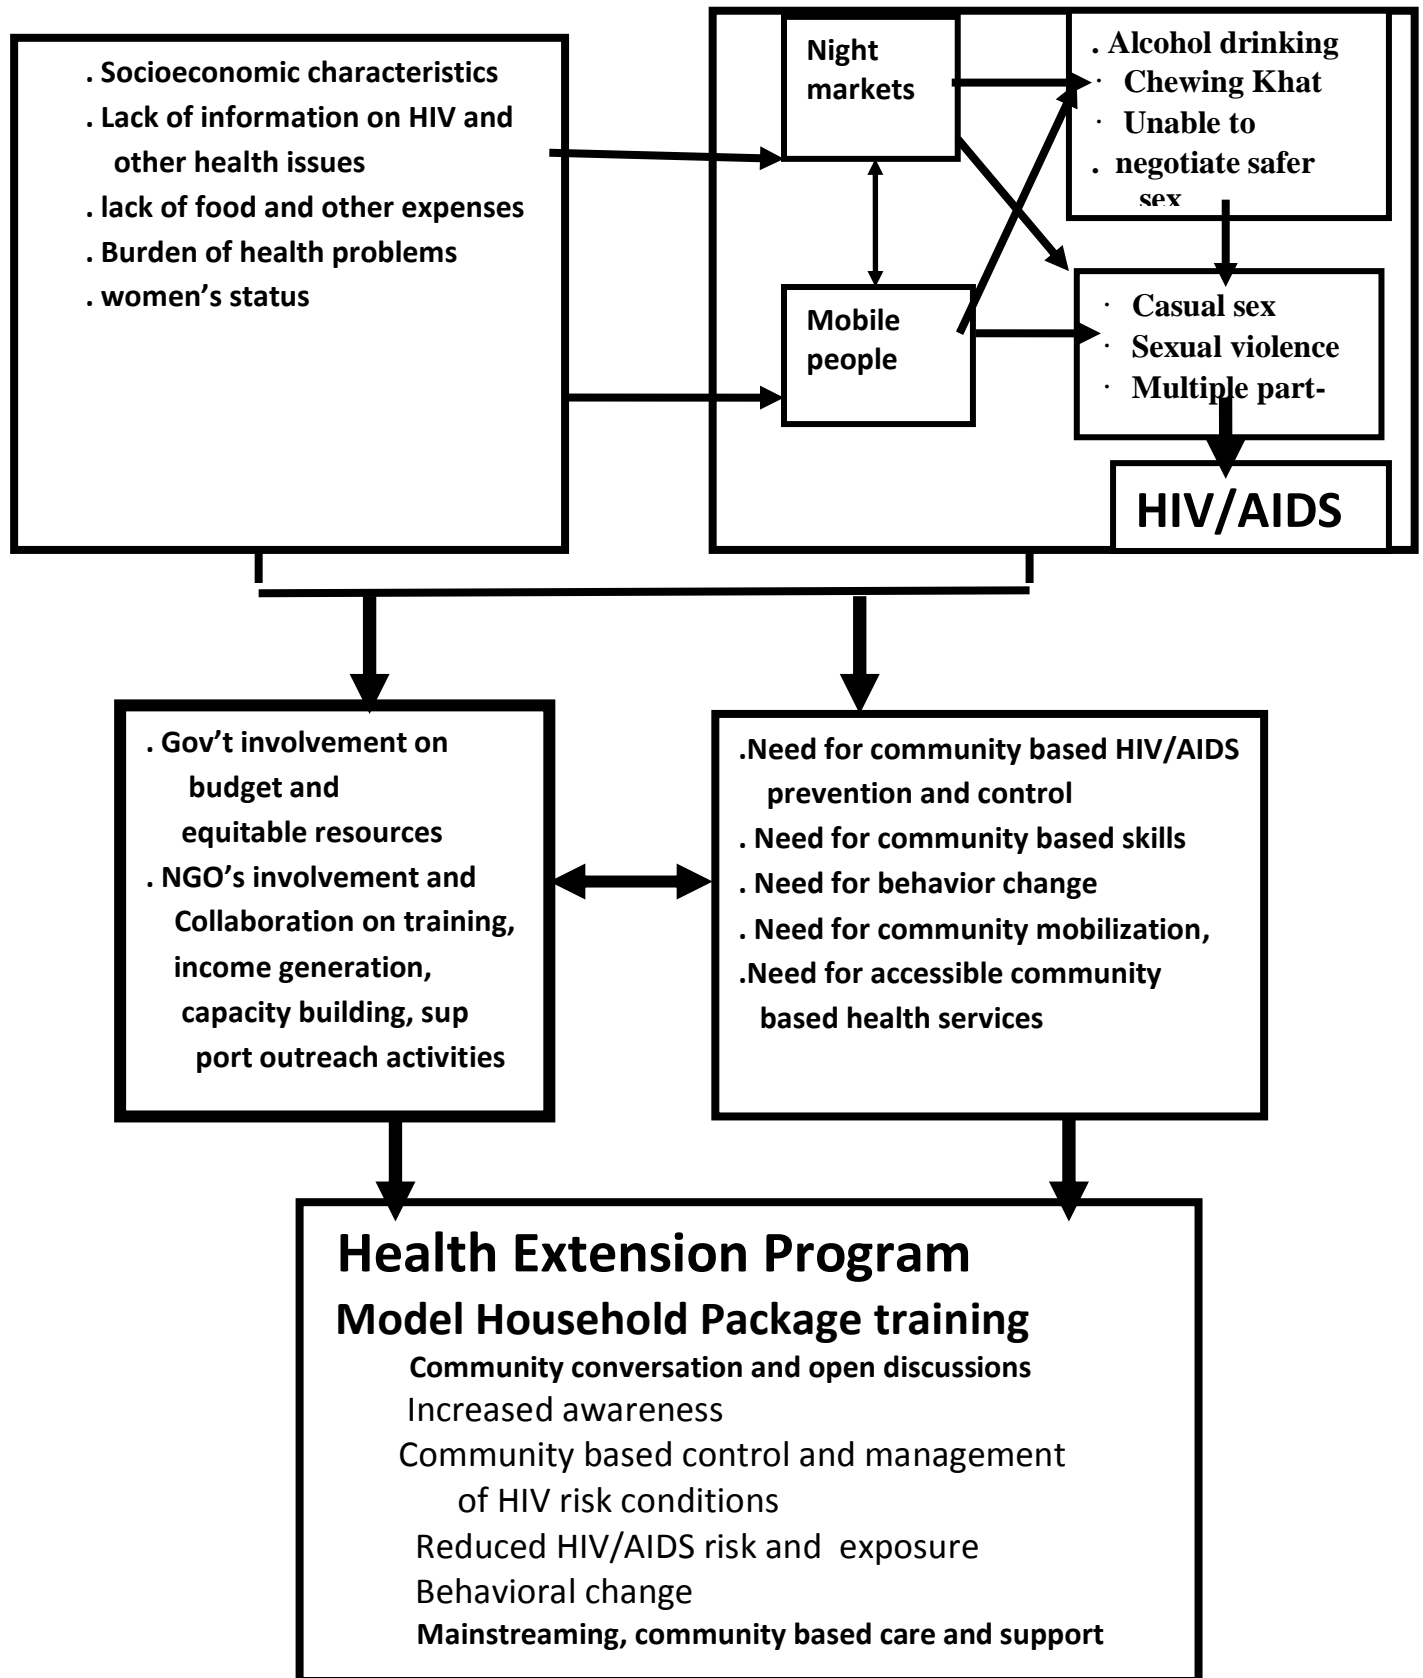 . Socioeconomic characteristics
. Lack of information on HIV and
other health issues
. lack of food and other expenses
. Burden of health problems
. women’s status
Night
markets
Mobile
people
. Alcohol drinking
· Chewing Khat
· Unable to
. negotiate safer
sex
· Casual sex
· Sexual violence
· Multiple part-
HIV/AIDS
. Gov’t involvement on
budget and
equitable resources
. NGO’s involvement and
Collaboration on training,
income generation,
capacity building, sup
port outreach activities
.Need for community based HIV/AIDS
prevention and control
. Need for community based skills
. Need for behavior change
. Need for community mobilization,
.Need for accessible community
based health services
Health Extension Program
Model Household Package training
Community conversation and open discussions
Increased awareness
Community based control and management
of HIV risk conditions
Reduced HIV/AIDS risk and exposure
Behavioral change
Mainstreaming, community based care and support